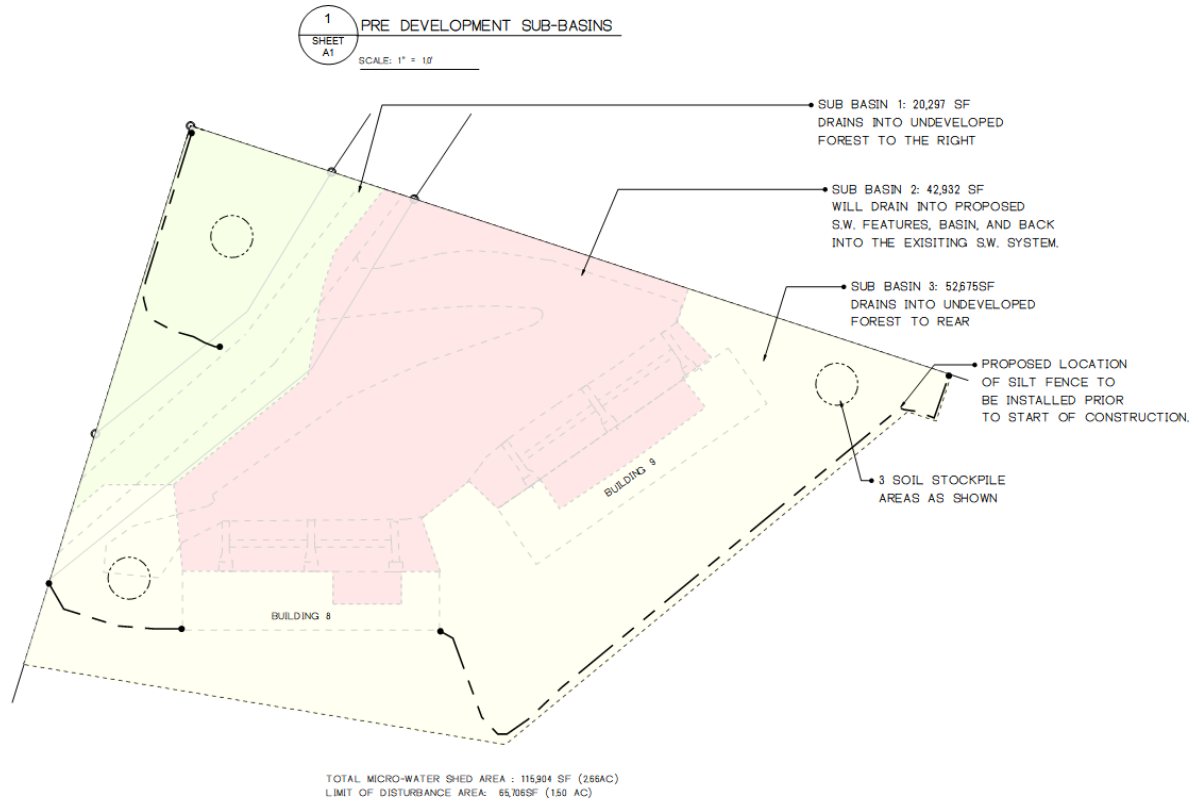 1
SHEET
A1
PRE DEVELOPMENT SUB-BASINS
SCALE: 1" = 10'
SUB BASIN 1: 20,297 SF
DRAINS INTO UNDEVELOPED
FOREST TO THE RIGHT
SUB BASIN 2: 42,932 SF
WILL DRAIN INTO PROPOSED
S.W. FEATURES, BASIN, AND BACK
INTO THE EXISITING S.W. SYSTEM.
SUB BASIN 3: 52,675SF
DRAINS INTO UNDEVELOPED
FOREST TO REAR
PROPOSED LOCATION
OF SILT FENCE TO
BE INSTALLED PRIOR
TO START OF CONSTRUCTION.
3 SOIL STOCKPILE
AREAS AS SHOWN
BUILDING 9
BUILDING 8
TOTAL MICRO-WATER SHED AREA : 115,904 SF (2.66AC)
LIMIT OF DISTURBANCE AREA: 65,706SF (1.50 AC)